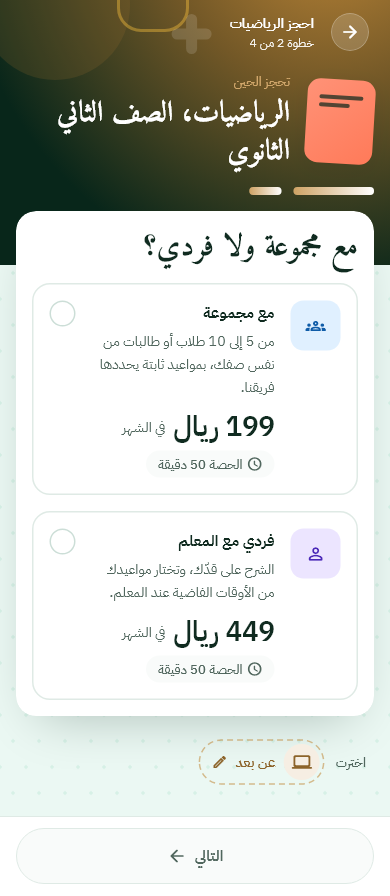 احجز الرياضيات
خطوة 2 من 4
تحجز الحين
الرياضيات، الصف الثاني
الثانوي
مع مجموعة ولا فردي؟
مع مجموعة
من 5 إلى 10 طلاب أو طالبات من
نفس صفك، بمواعيد ثابتة يحددها
فريقنا.
199 ريال في الشهر
الحصة 50 دقيقة
فردي مع المعلم
الشرح على قدّك، وتختار مواعيدك
من الأوقات الفاضية عند المعلم.
449 ريال في الشهر
الحصة 50 دقيقة
اخترت عن بعد
التالي